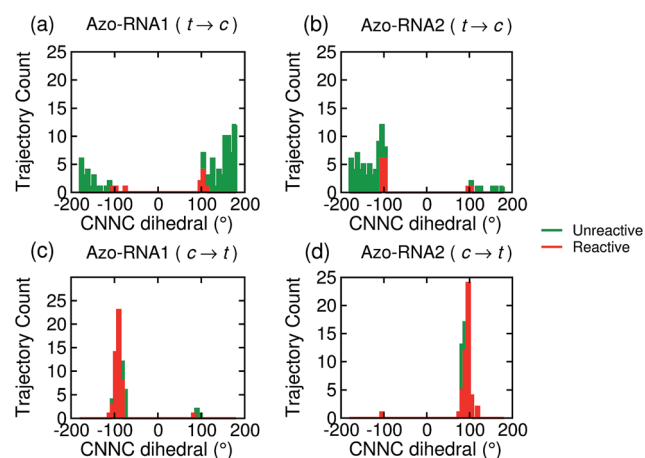 (a) Azo-RNA1 ( t → c )
(b) Azo-RNA2 ( t → c )
Trajectory Count
25
20
15
10
5
0
-200 -100 0 100 200
CNNC dihedral (°)
Trajectory Count
25
20
15
10
5
0
-200 -100 0 100 200
CNNC dihedral (°)
Unreactive
Reactive
(c) Azo-RNA1 ( c → t )
(d) Azo-RNA2 ( c → t )
Trajectory Count
25
20
15
10
5
0
-200 -100 0 100 200
CNNC dihedral (°)
Trajectory Count
25
20
15
10
5
0
-200 -100 0 100 200
CNNC dihedral (°)